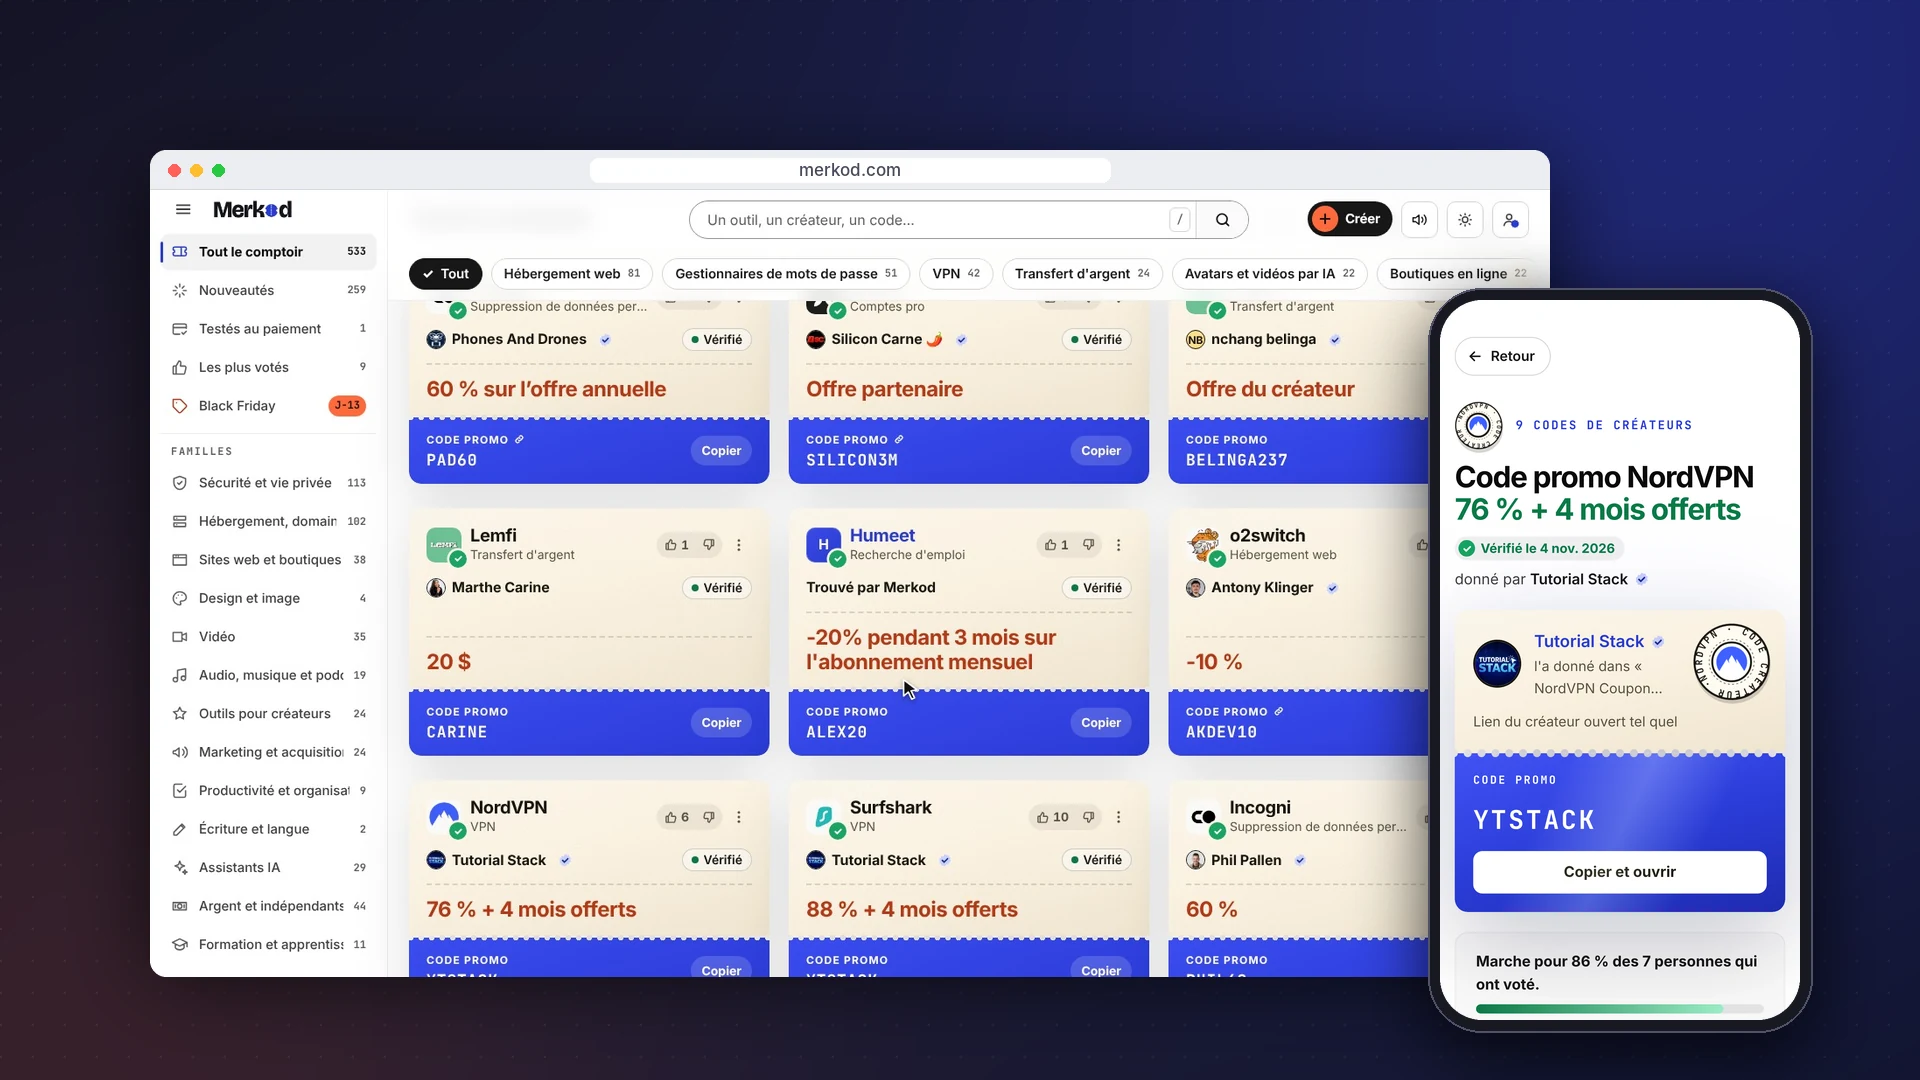 merkod.com
Merkod
Un outil, un créateur, un code...
/
Créer
Tout le comptoir 533
Nouveautés 259
Testés au paiement 1
Les plus votés 9
Black Friday J-13
FAMILLES
Sécurité et vie privée 113
Hébergement, domain 102
Sites web et boutiques 38
Design et image 4
Vidéo 35
Audio, musique et podc 19
Outils pour créateurs 24
Marketing et acquisition 24
Productivité et organisat 9
Écriture et langue 2
Assistants IA 29
Argent et indépendants 44
Formation et apprentiss 11
Tout
Hébergement web 81
Gestionnaires de mots de passe 51
VPN 42
Transfert d'argent 24
Avatars et vidéos par IA 22
Boutiques en ligne 22
Suppression de données per...
Phones And Drones
Vérifié
60 % sur l'offre annuelle
CODE PROMO
PAD60
Copier
Comptes pro
Silicon Carne 🌶️
Vérifié
Offre partenaire
CODE PROMO
SILICON3M
Copier
Transfert d'argent
NB nchang belinga
Offre du créateur
CODE PROMO
BELINGA237
Lemfi
Transfert d'argent
1
Marthe Carine
Vérifié
20 $
CODE PROMO
CARINE
Copier
H
Humeet
Recherche d'emploi
1
Trouvé par Merkod
Vérifié
-20% pendant 3 mois sur
l'abonnement mensuel
CODE PROMO
ALEX20
Copier
o2switch
Hébergement web
Antony Klinger
-10 %
CODE PROMO
AKDEV10
NordVPN
VPN
6
Tutorial Stack
Vérifié
76 % + 4 mois offerts
CODE PROMO
YTSTACK
Copier
Surfshark
VPN
10
Tutorial Stack
Vérifié
88 % + 4 mois offerts
CODE PROMO
YTSTACK
Copier
Incogni
Suppression de données per...
Phil Pallen
60 %
CODE PROMO
Retour
9 CODES DE CRÉATEURS
Code promo NordVPN
76 % + 4 mois offerts
Vérifié le 4 nov. 2026
donné par Tutorial Stack
TUTORIAL
STACK
Tutorial Stack
l'a donné dans «
NordVPN Coupon...
NORDVPN · CODE CREATEUR ·
Lien du créateur ouvert tel quel
CODE PROMO
YTSTACK
Copier et ouvrir
Marche pour 86 % des 7 personnes qui
ont voté.